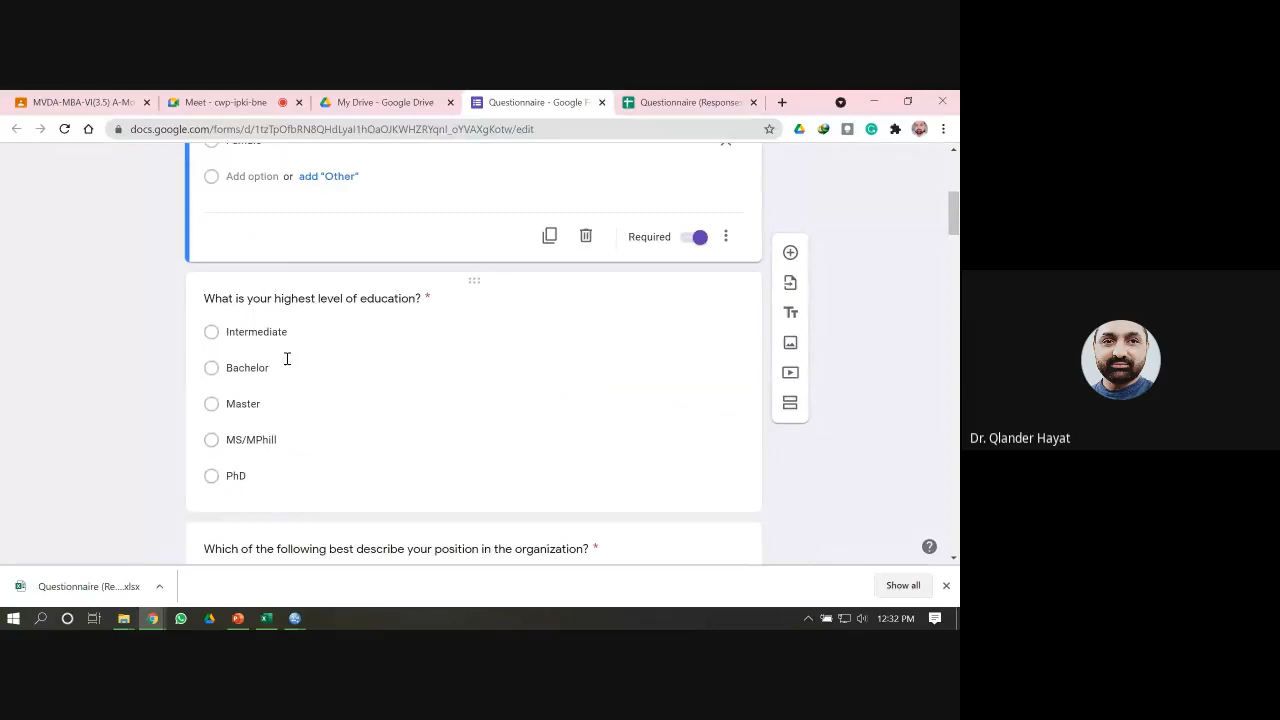 MVDA-MBA-VI(3.5) A-Mo
Meet - cwp-ipki-bne
My Drive - Google Drive
Questionnaire - Google F
Questionnaire (Responses
docs.google.com/forms/d/1tzTpOfbRN8QHdLyaI1hOaOJKWHZRYqnI_oYVAXgKotw/edit
Add option or add "Other"
Required
What is your highest level of education? *
Intermediate
Bachelor
Master
MS/MPhill
PhD
Dr. Qlander Hayat
Which of the following best describe your position in the organization? *
Questionnaire (Re....xlsx
Show all
12:32 PM